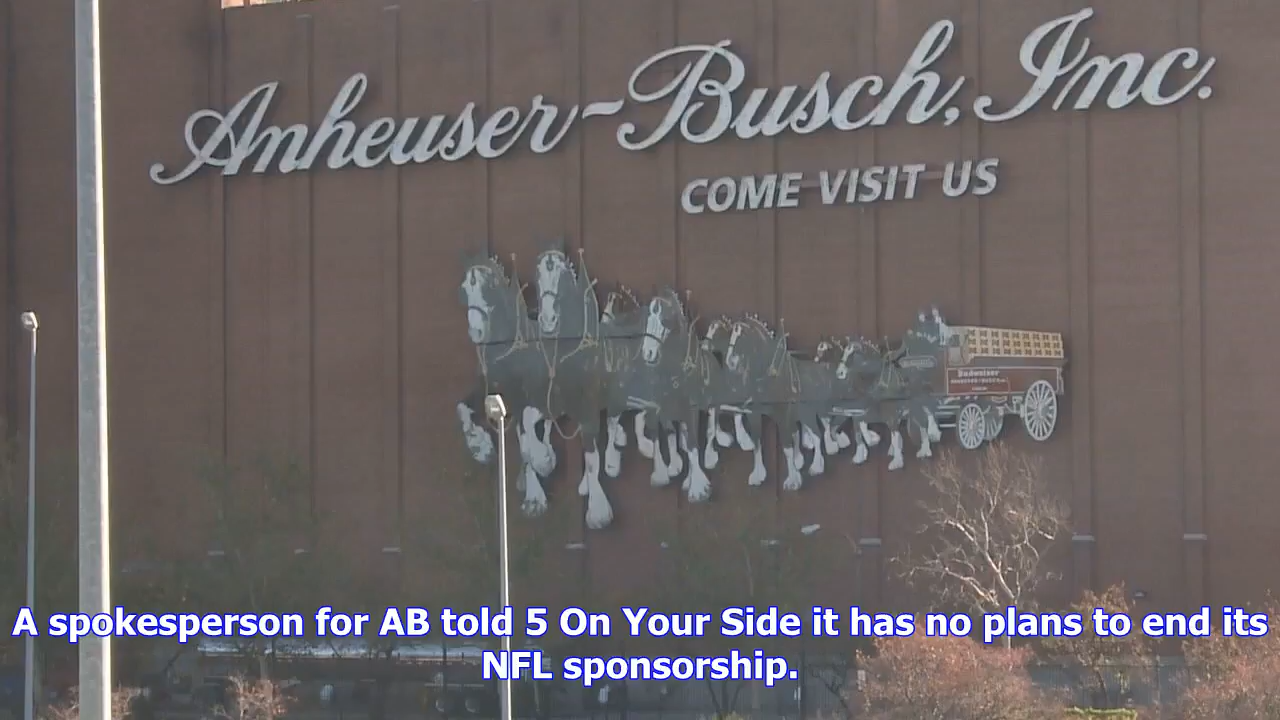 Anheuser-Busch, Inc.
COME VISIT US
Budweiser
A spokesperson for AB told 5 On Your Side it has no plans to end its
NFL sponsorship.